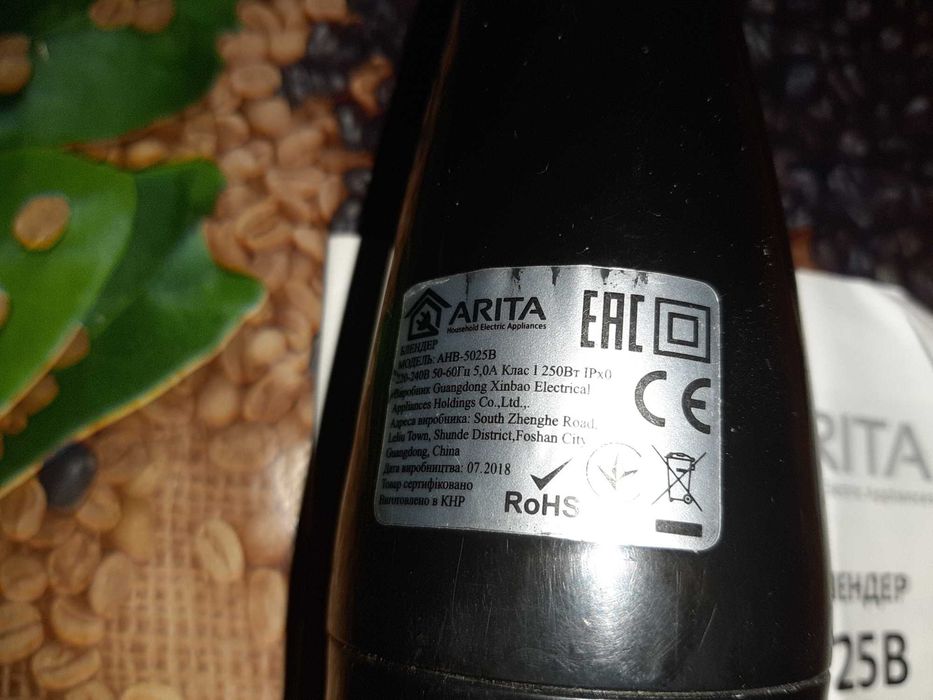 ARITA
Household Electric Appliances
БЛЕНДЕР
МОДЕЛЬ: AHB-5025B
220-240В 50-60Гц 5,0А Клас I 250Вт IPx0
Виробник: Guangdong Xinbao Electrical
Appliances Holdings Co.,Ltd.,.
Адреса виробника: South Zhenghe Road,
Leliu Town, Shunde District,Foshan City
Guangdong, China
Дата виробництва: 07.2018
Товар сертифіковано
Виготовлено в КНР
EAC
CE
RoHS
RITA
ЛЕНДЕР
25B